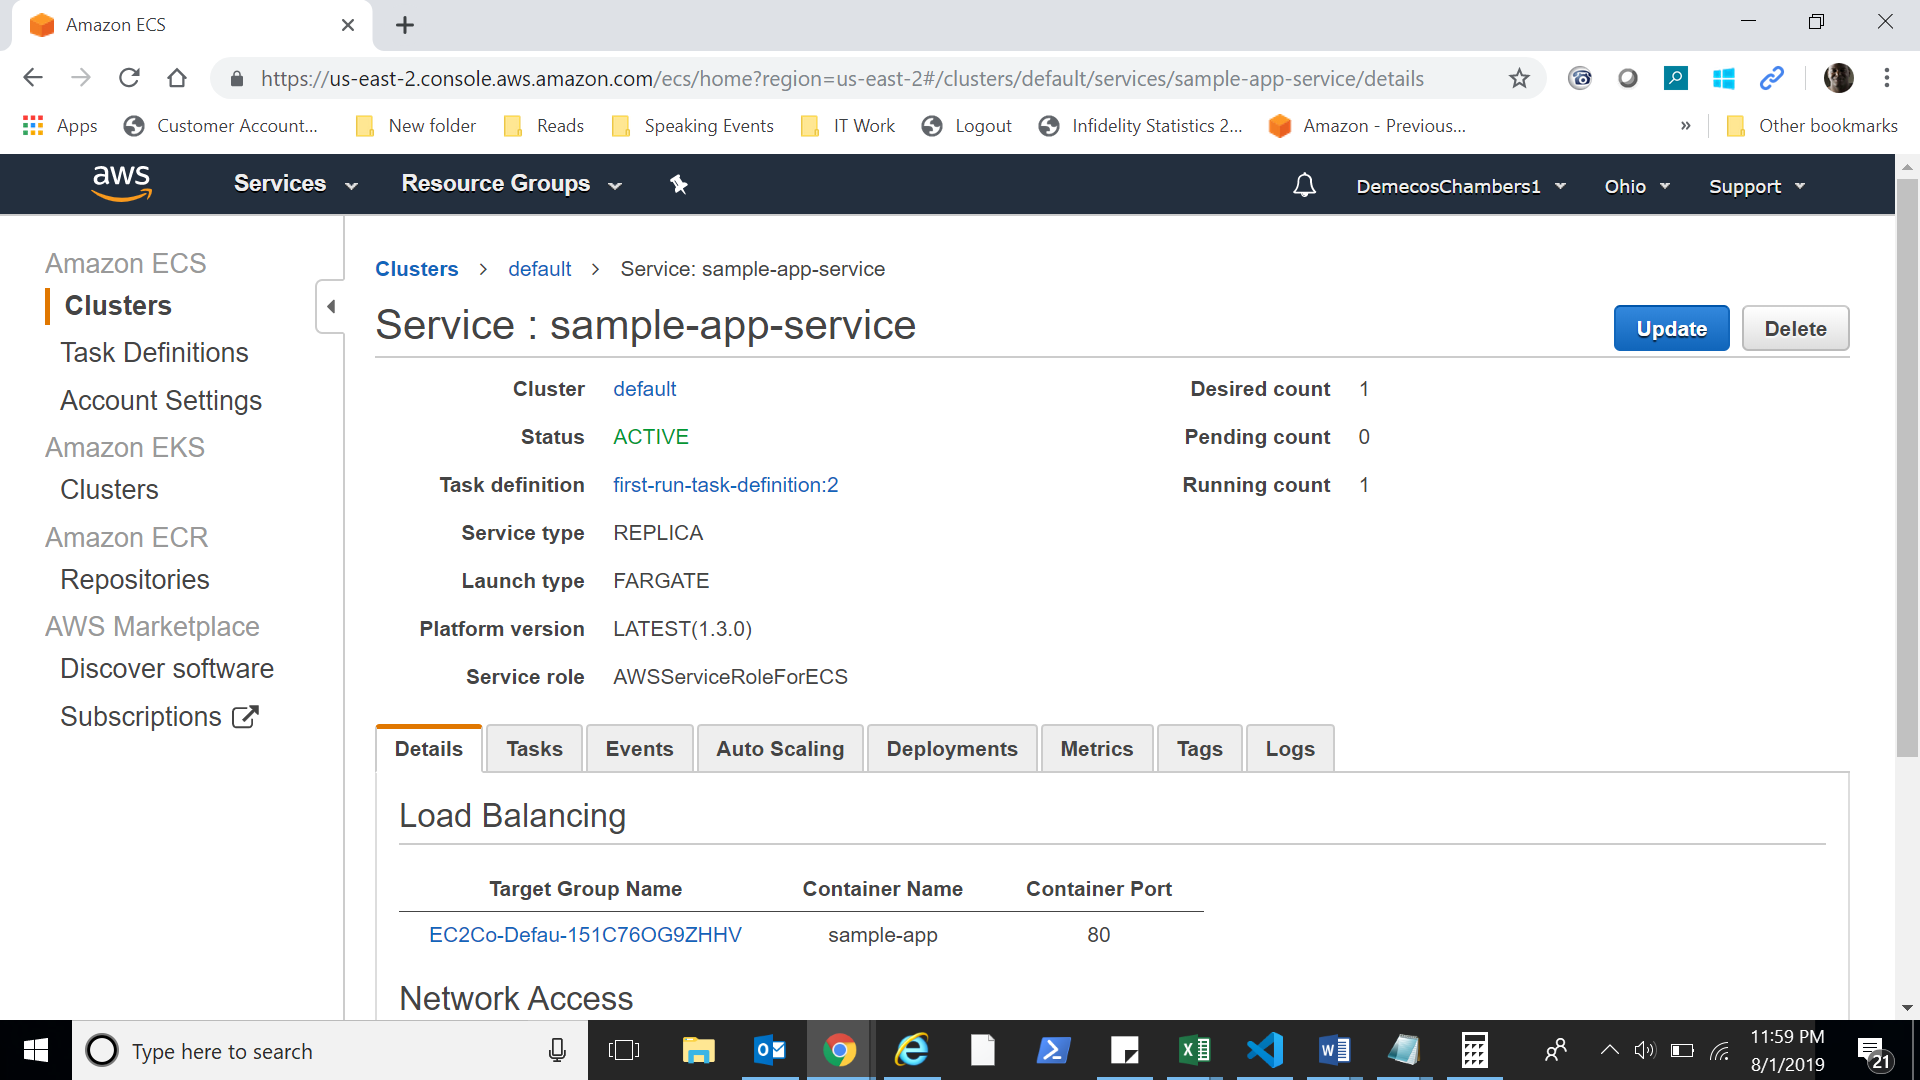 Amazon ECS
https://us-east-2.console.aws.amazon.com/ecs/home?region=us-east-2#/clusters/default/services/sample-app-service/details
Apps Customer Account... New folder Reads Speaking Events IT Work Logout Infidelity Statistics 2... Amazon - Previous... » Other bookmarks
aws Services Resource Groups DemecosChambers1 Ohio Support
Amazon ECS
Clusters
Task Definitions
Account Settings
Amazon EKS
Clusters
Amazon ECR
Repositories
AWS Marketplace
Discover software
Subscriptions
Clusters > default > Service: sample-app-service
Service : sample-app-service
Update Delete
Cluster default
Status ACTIVE
Task definition first-run-task-definition:2
Service type REPLICA
Launch type FARGATE
Platform version LATEST(1.3.0)
Service role AWSServiceRoleForECS
Desired count 1
Pending count 0
Running count 1
Details Tasks Events Auto Scaling Deployments Metrics Tags Logs
Load Balancing
Target Group Name Container Name Container Port
EC2Co-Defau-151C76OG9ZHHV sample-app 80
Network Access
Type here to search
11:59 PM
8/1/2019
21